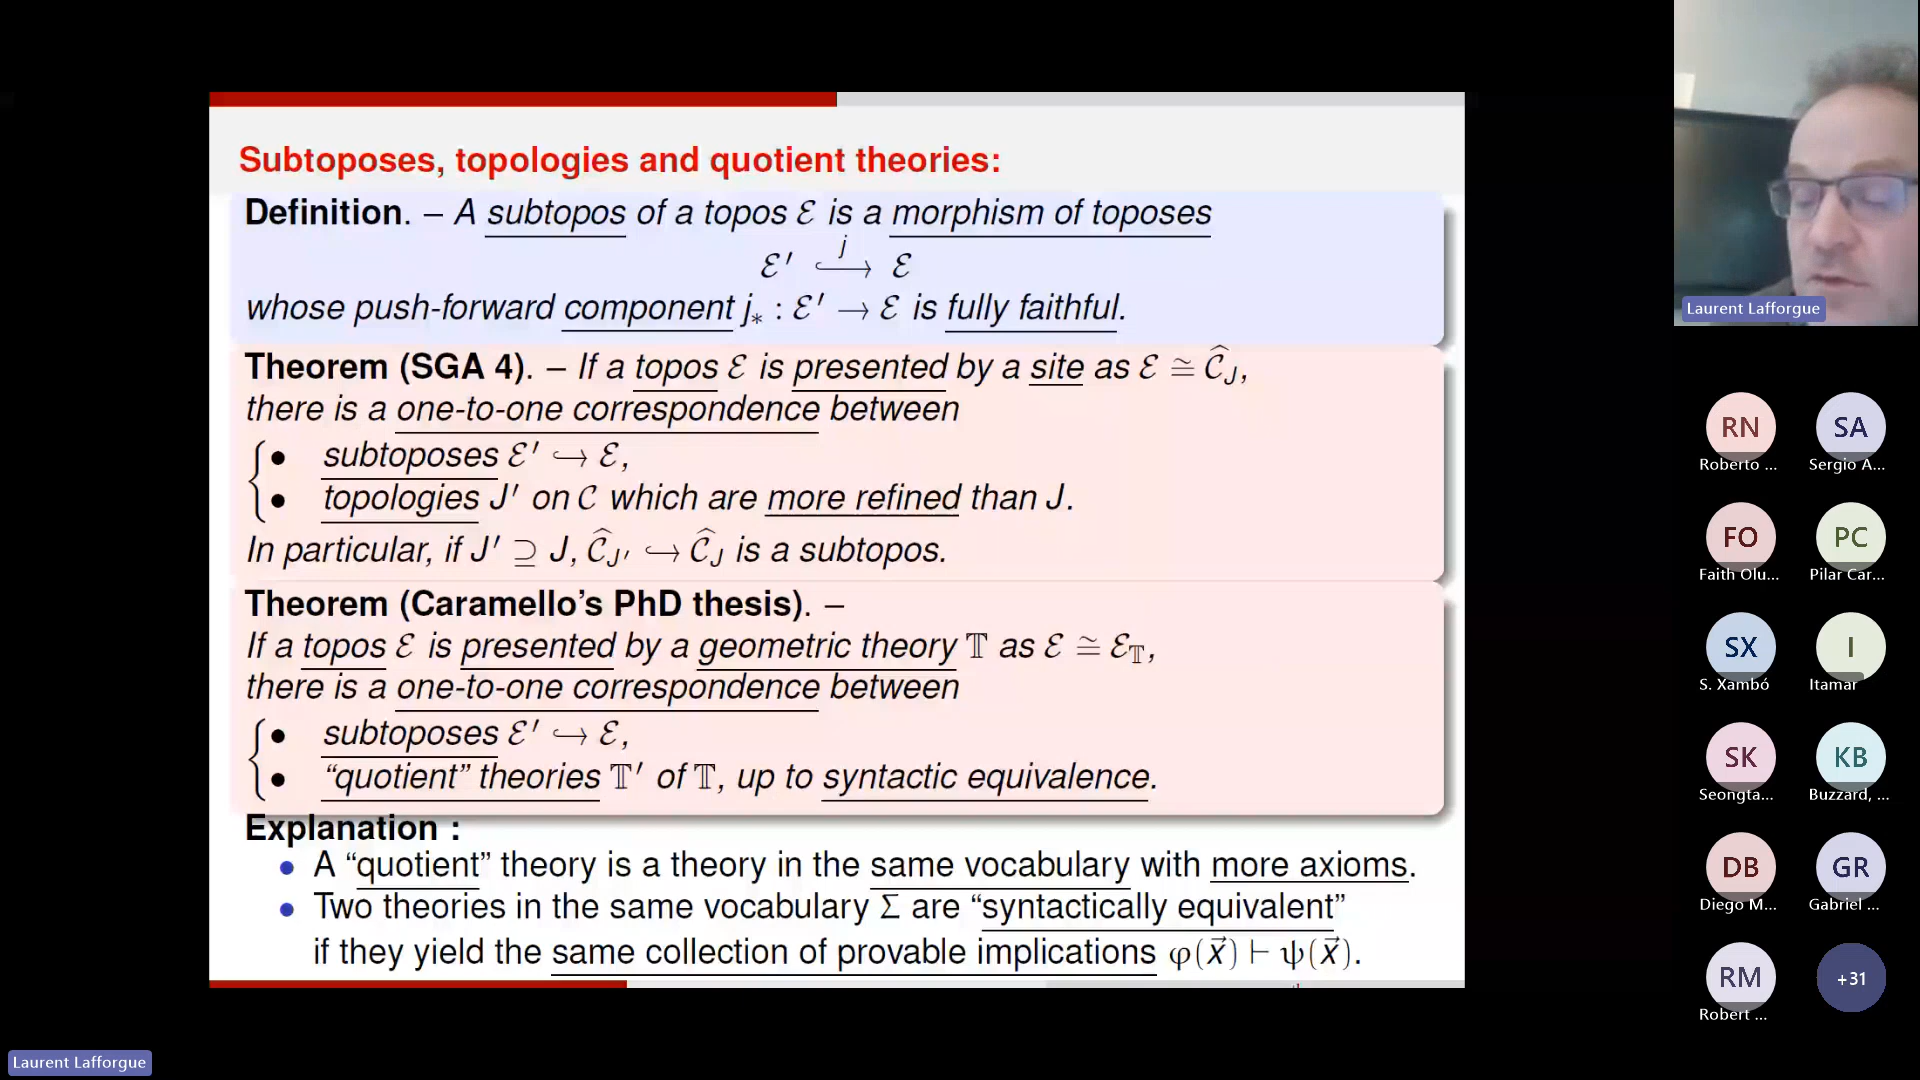 Subtoposes, topologies and quotient theories:
Definition. – A subtopos of a topos ℰ is a morphism of toposes
ℰ′ ↪ ℰ (j)
whose push-forward component j∗ : ℰ′ → ℰ is fully faithful.
Theorem (SGA 4). – If a topos ℰ is presented by a site as ℰ ≅ Ĉ_J,
there is a one-to-one correspondence between
• subtoposes ℰ′ ↪ ℰ,
• topologies J′ on C which are more refined than J.
In particular, if J′ ⊇ J, Ĉ_J′ ↪ Ĉ_J is a subtopos.
Theorem (Caramello’s PhD thesis). –
If a topos ℰ is presented by a geometric theory 𝕋 as ℰ ≅ ℰ_𝕋,
there is a one-to-one correspondence between
• subtoposes ℰ′ ↪ ℰ,
• “quotient” theories 𝕋′ of 𝕋, up to syntactic equivalence.
Explanation :
• A “quotient” theory is a theory in the same vocabulary with more axioms.
• Two theories in the same vocabulary Σ are “syntactically equivalent”
if they yield the same collection of provable implications φ(x⃗) ⊢ ψ(x⃗).
Laurent Lafforgue
RN
Roberto ...
SA
Sergio A...
FO
Faith Olu...
PC
Pilar Car...
SX
S. Xambó
I
Itamar
SK
Seongta...
KB
Buzzard, ...
DB
Diego M...
GR
Gabriel ...
RM
Robert ...
+31
Laurent Lafforgue